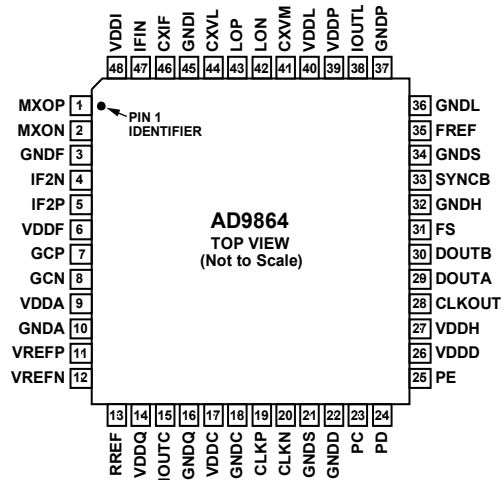 VDDI IFIN CXIF GNDI CXVL LOP LON CXVM VDDL VDDP IOUTL GNDP
48 47 46 45 44 43 42 41 40 39 38 37
MXOP 1
MXON 2
GNDF 3
IF2N 4
IF2P 5
VDDF 6
GCP 7
GCN 8
VDDA 9
GNDA 10
VREFP 11
VREFN 12
PIN 1
IDENTIFIER
AD9864
TOP VIEW
(Not to Scale)
36 GNDL
35 FREF
34 GNDS
33 SYNCB
32 GNDH
31 FS
30 DOUTB
29 DOUTA
28 CLKOUT
27 VDDH
26 VDDD
25 PE
13 14 15 16 17 18 19 20 21 22 23 24
RREF VDDQ IOUTC GNDQ VDDC GNDC CLKP CLKN GNDS GNDD PC PD